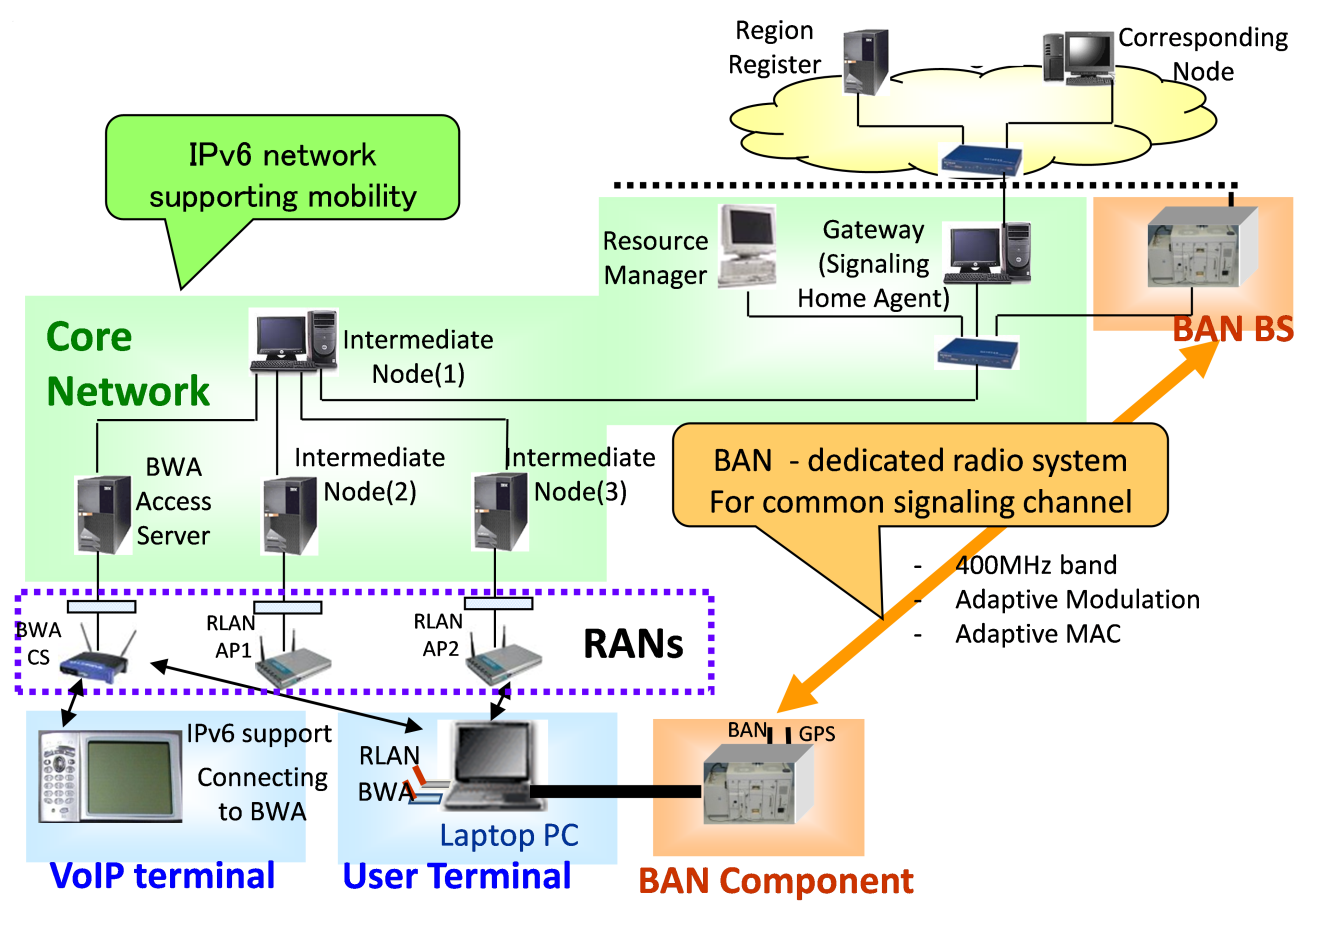 Region
Register
Corresponding
Node
IPv6 network
supporting mobility
Resource
Manager
Gateway
(Signaling
Home Agent)
BAN BS
Core
Network
Intermediate
Node(1)
BWA
Access
Server
Intermediate
Node(2)
Intermediate
Node(3)
BAN - dedicated radio system
For common signaling channel
- 400MHz band
- Adaptive Modulation
- Adaptive MAC
BWA
CS
RLAN
AP1
RLAN
AP2
RANs
IPv6 support
Connecting
to BWA
VoIP terminal
RLAN
BWA
Laptop PC
User Terminal
BAN GPS
BAN Component